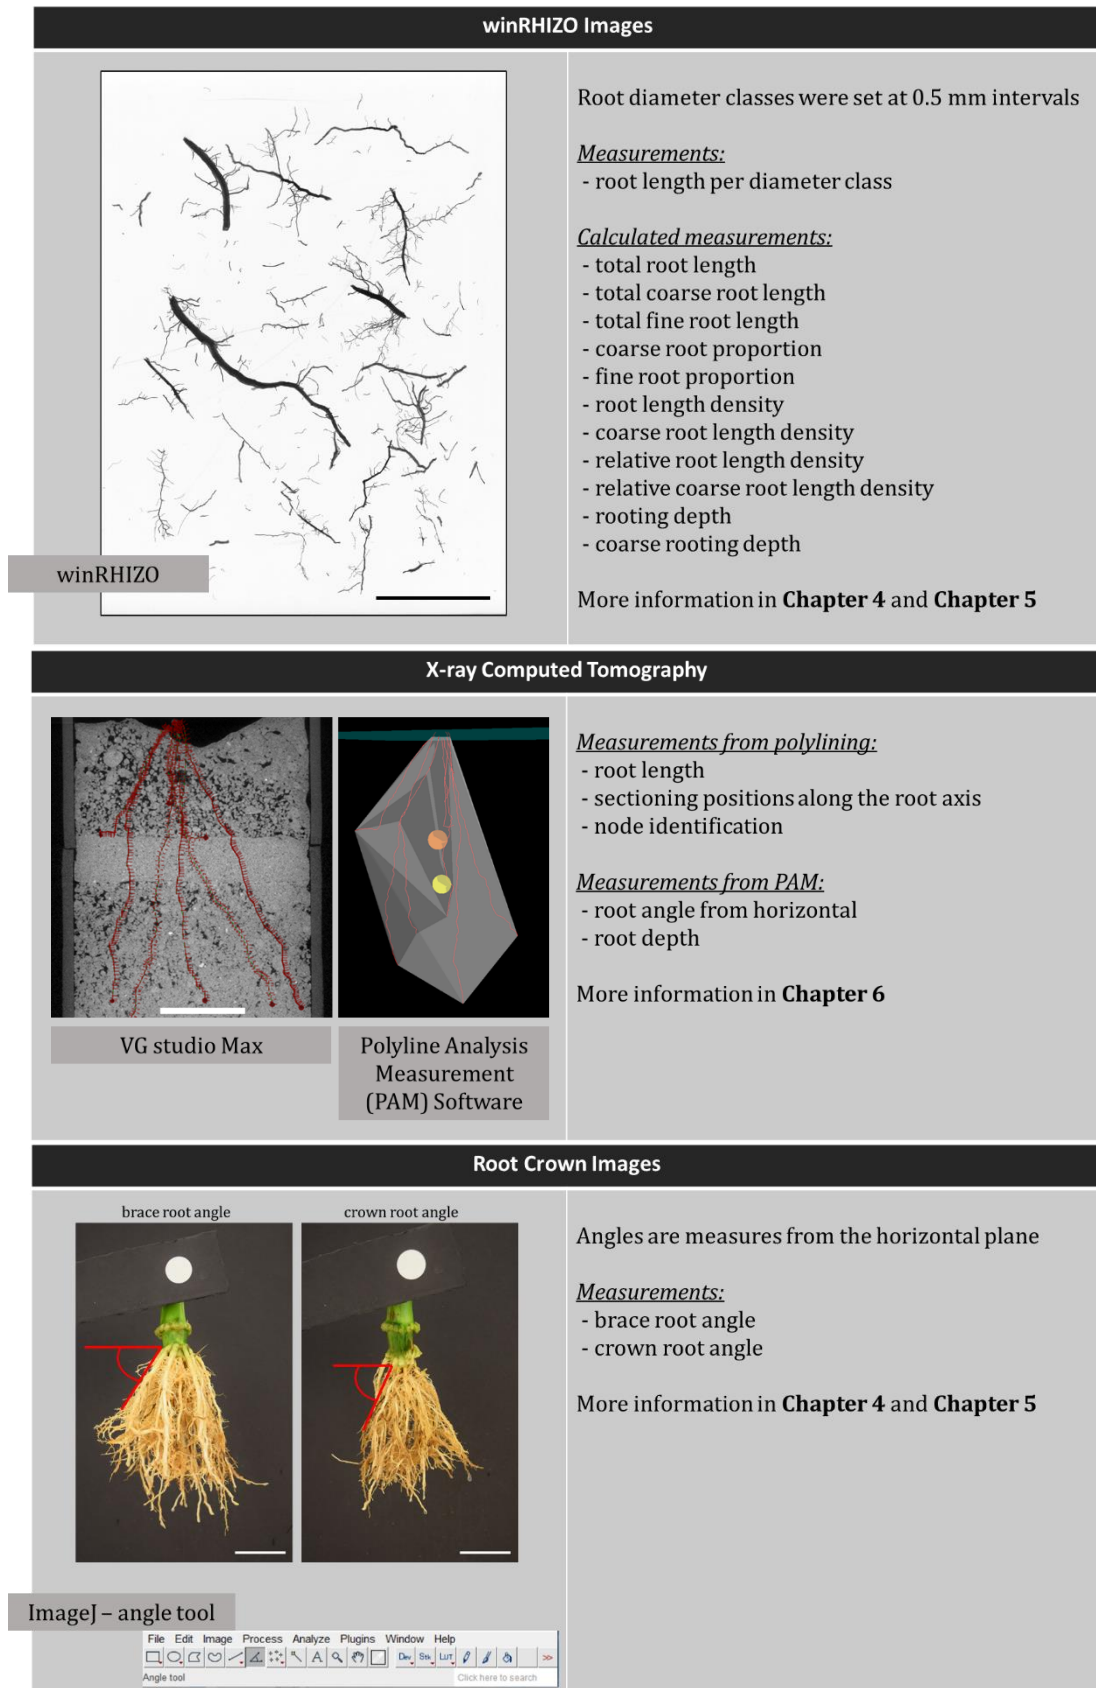 winRHIZO Images
winRHIZO
Root diameter classes were set at 0.5 mm intervals
Measurements:
- root length per diameter class
Calculated measurements:
- total root length
- total coarse root length
- total fine root length
- coarse root proportion
- fine root proportion
- root length density
- coarse root length density
- relative root length density
- relative coarse root length density
- rooting depth
- coarse rooting depth
More information in Chapter 4 and Chapter 5
X-ray Computed Tomography
VG studio Max
Polyline Analysis
Measurement
(PAM) Software
Measurements from polylining:
- root length
- sectioning positions along the root axis
- node identification
Measurements from PAM:
- root angle from horizontal
- root depth
More information in Chapter 6
Root Crown Images
brace root angle
crown root angle
Angles are measures from the horizontal plane
Measurements:
- brace root angle
- crown root angle
More information in Chapter 4 and Chapter 5
ImageJ – angle tool
File Edit Image Process Analyze Plugins Window Help
A Dev Stk LUT >>
Angle tool Click here to search